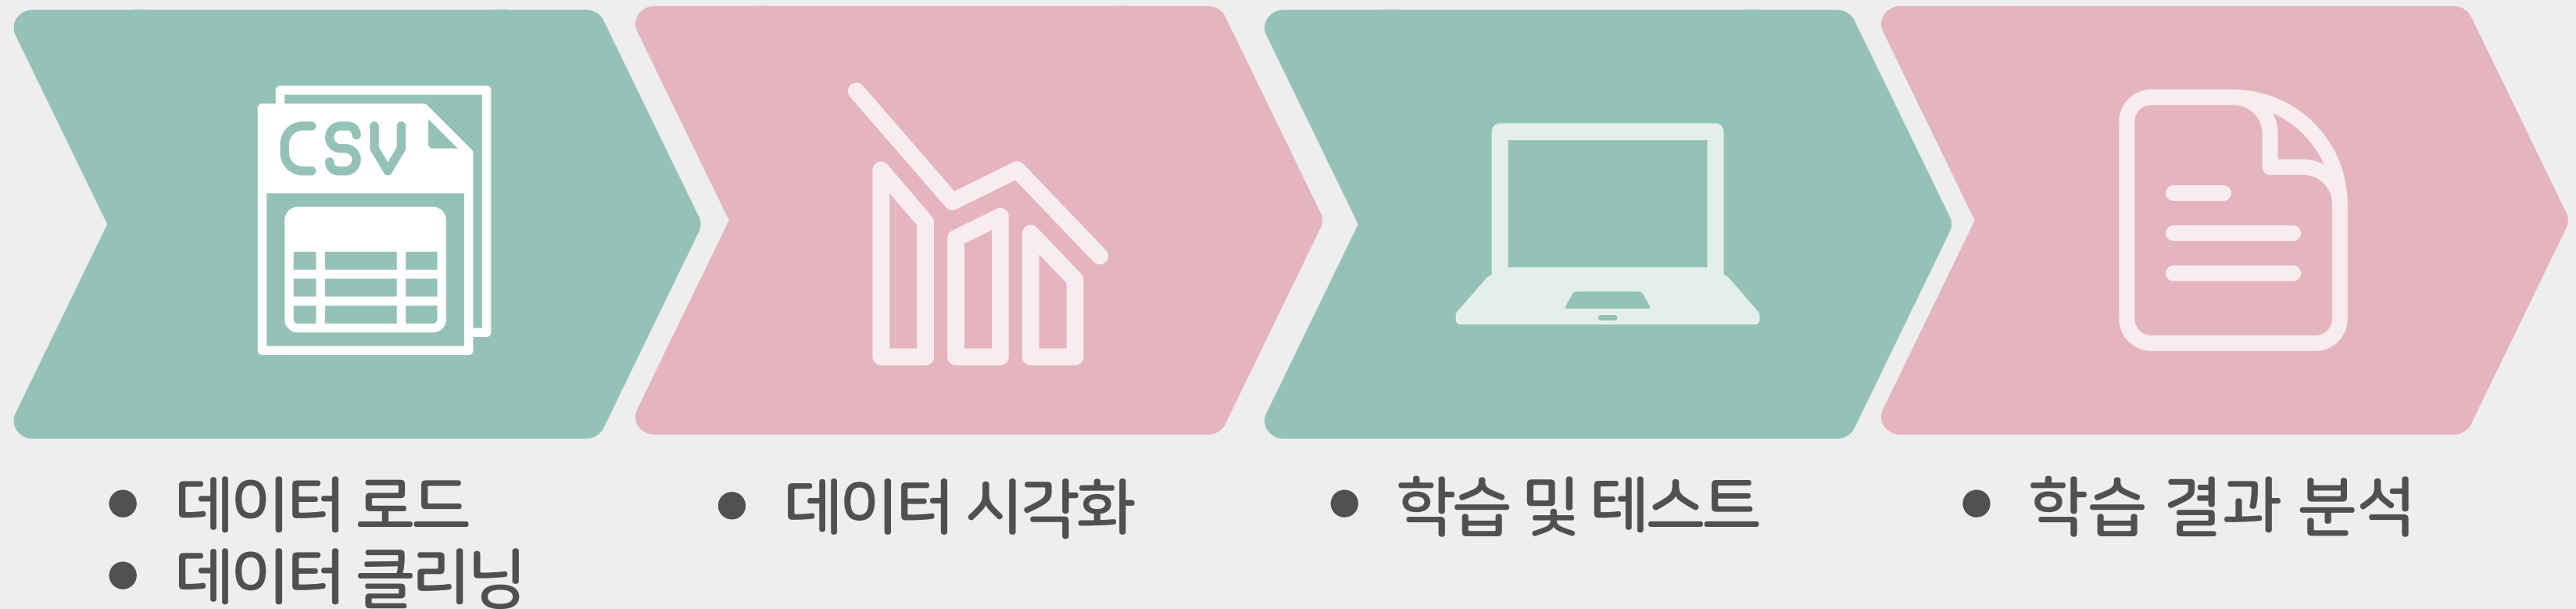 CSV
● 데이터 로드
● 데이터 클리닝
● 데이터 시각화
● 학습 및 테스트
● 학습 결과 분석